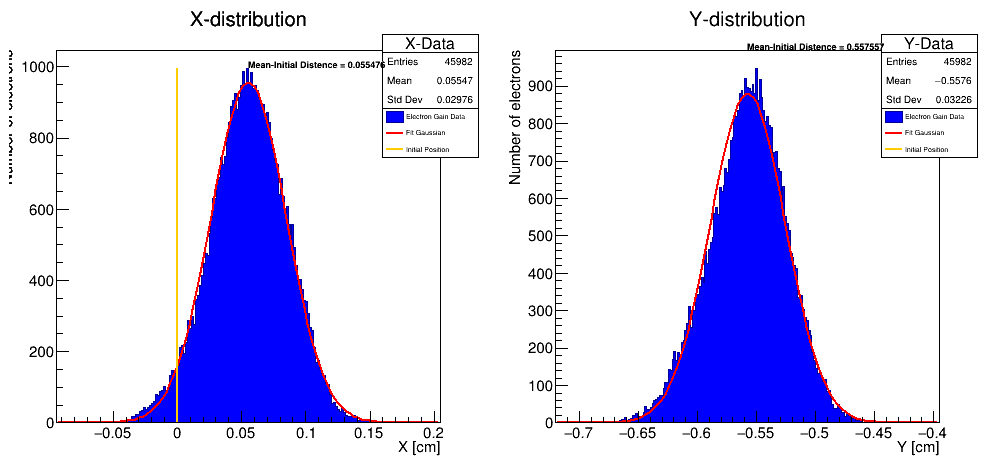 X-distribution
Number of electrons
Mean-Initial Distence = 0.055476
X-Data
Entries 45982
Mean 0.05547
Std Dev 0.02976
Electron Gain Data
Fit Gaussian
Initial Position
1000
800
600
400
200
0
−0.05 0 0.05 0.1 0.15 0.2
X [cm]
Y-distribution
Number of electrons
Mean-Initial Distence = 0.557557
Y-Data
Entries 45982
Mean −0.5576
Std Dev 0.03226
Electron Gain Data
Fit Gaussian
Initial Position
900
800
700
600
500
400
300
200
100
0
−0.7 −0.65 −0.6 −0.55 −0.5 −0.45 −0.4
Y [cm]